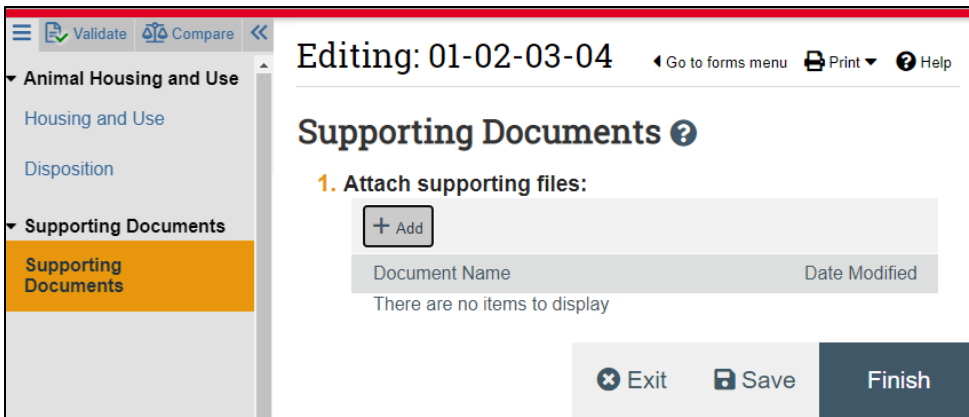 Validate Compare
Animal Housing and Use
Housing and Use
Disposition
Supporting Documents
Supporting
Documents
Editing: 01-02-03-04 Go to forms menu Print Help
Supporting Documents
1. Attach supporting files:
+ Add
Document Name Date Modified
There are no items to display
Exit Save Finish